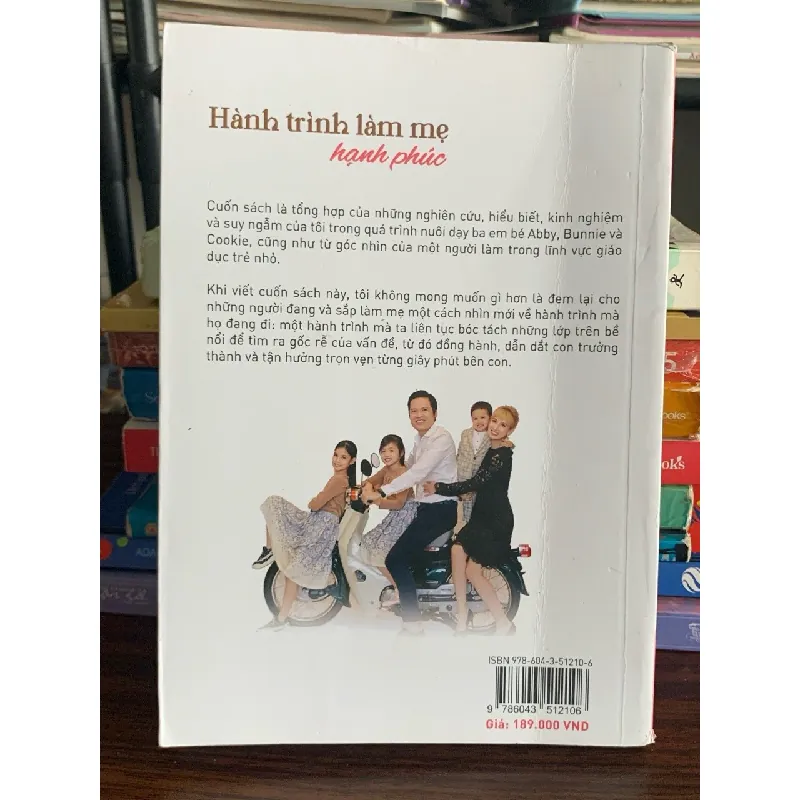 Hành trình làm mẹ
hạnh phúc
Cuốn sách là tổng hợp của những nghiên cứu, hiểu biết, kinh nghiệm
và suy ngẫm của tôi trong quá trình nuôi dạy ba em bé Abby, Bunnie và
Cookie, cũng như từ góc nhìn của một người làm trong lĩnh vực giáo
dục trẻ nhỏ.
Khi viết cuốn sách này, tôi không mong muốn gì hơn là đem lại cho
những người đang và sắp làm mẹ một cách nhìn mới về hành trình mà
họ đang đi: một hành trình mà ta liên tục bóc tách những lớp trên bề
nổi để tìm ra gốc rễ của vấn đề, từ đó đồng hành, dẫn dắt con trưởng
thành và tận hưởng trọn vẹn từng giây phút bên con.
ISBN 978-604-3-51210-6
9 786043 512106
Giá: 189.000 VND